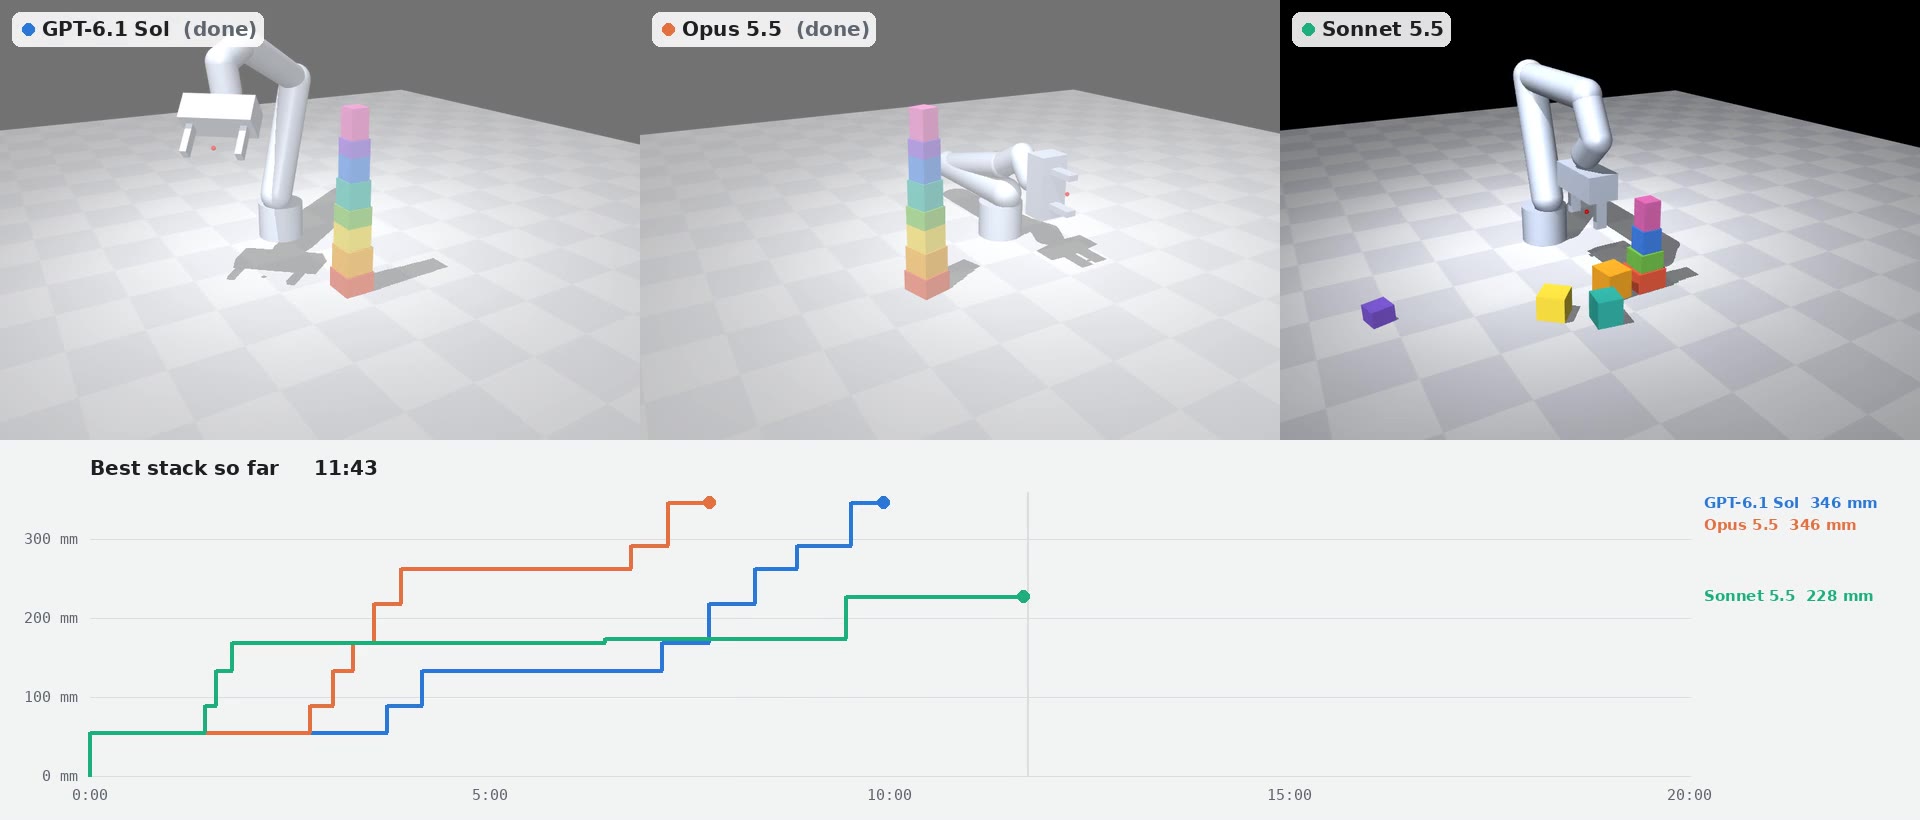 GPT-6.1 Sol (done)
Opus 5.5 (done)
Sonnet 5.5
Best stack so far 11:43
300 mm
200 mm
100 mm
0 mm
0:00 5:00 10:00 15:00 20:00
GPT-6.1 Sol 346 mm
Opus 5.5 346 mm
Sonnet 5.5 228 mm